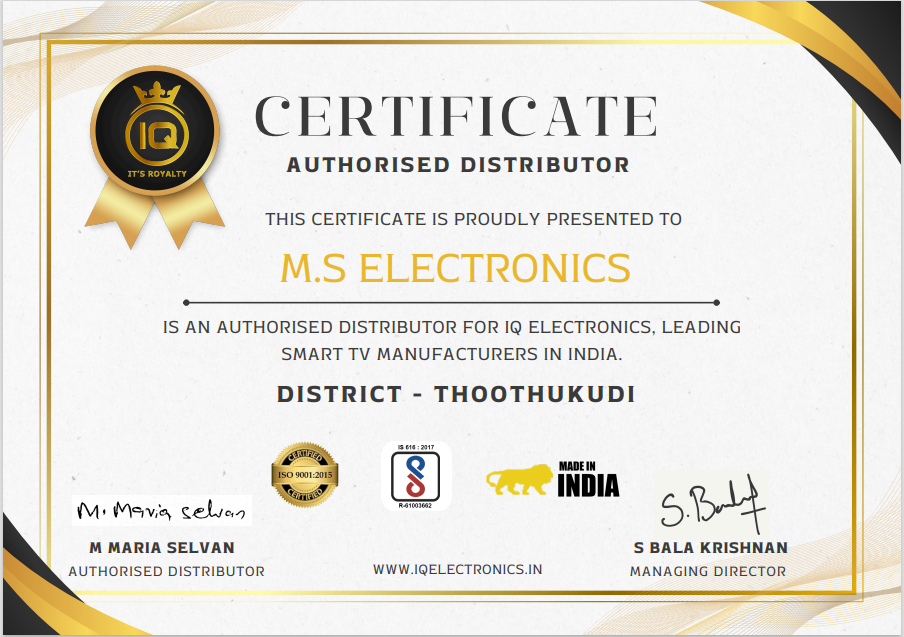 IQ
IT'S ROYALTY
CERTIFICATE
AUTHORISED DISTRIBUTOR
THIS CERTIFICATE IS PROUDLY PRESENTED TO
M.S ELECTRONICS
IS AN AUTHORISED DISTRIBUTOR FOR IQ ELECTRONICS, LEADING
SMART TV MANUFACTURERS IN INDIA.
DISTRICT - THOOTHUKUDI
CERTIFIED
ISO 9001:2015
CERTIFIED
IS 616 : 2017
R-61003662
MADE IN
INDIA
M. Maria Selvan
M MARIA SELVAN
AUTHORISED DISTRIBUTOR
WWW.IQELECTRONICS.IN
S. Bala
S BALA KRISHNAN
MANAGING DIRECTOR